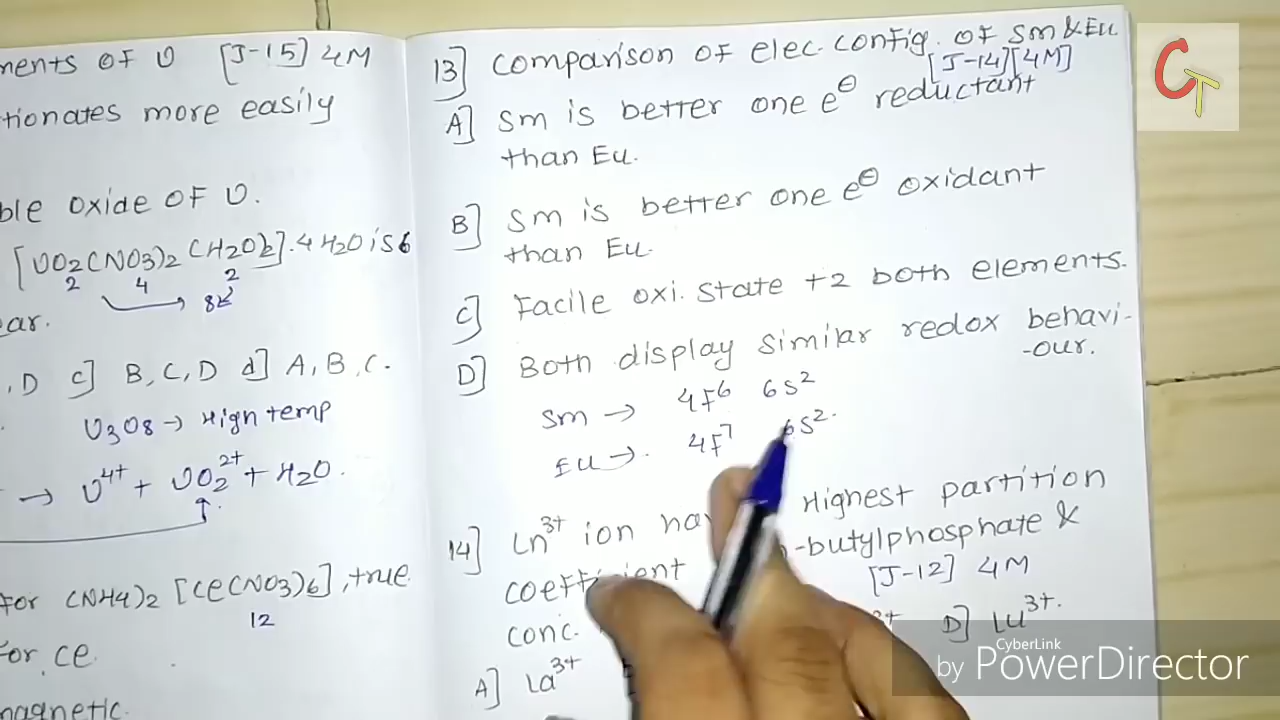 ments OF U [J-15] 4M
tionates more easily
ble oxide OF U.
[UO2(NO3)2 (H2O)2].4H2O is 6
2 4 2
8
ear.
, D c] B, C, D d] A, B, C.
U3O8 → High temp
→ U4+ + UO2 2+ + H2O.
For (NH4)2 [Ce(NO3)6], true
12
For Ce
magnetic.
13] comparison of elec. config. of Sm & Eu
[J-14][4M]
A] Sm is better one e⊖ reductant
than Eu.
B] Sm is better one e⊖ oxidant
than Eu.
C] Facile oxi. state +2 both elements.
D] Both display similar redox behavi-
-our.
Sm → 4F6 6S2
Eu → . 4F7 6S2.
14] Ln3+ ion Highest partition
coefficient -butylphosphate &
conc. [J-12] 4M
A] La3+ D] Lu3+.
CT
CyberLink
by PowerDirector